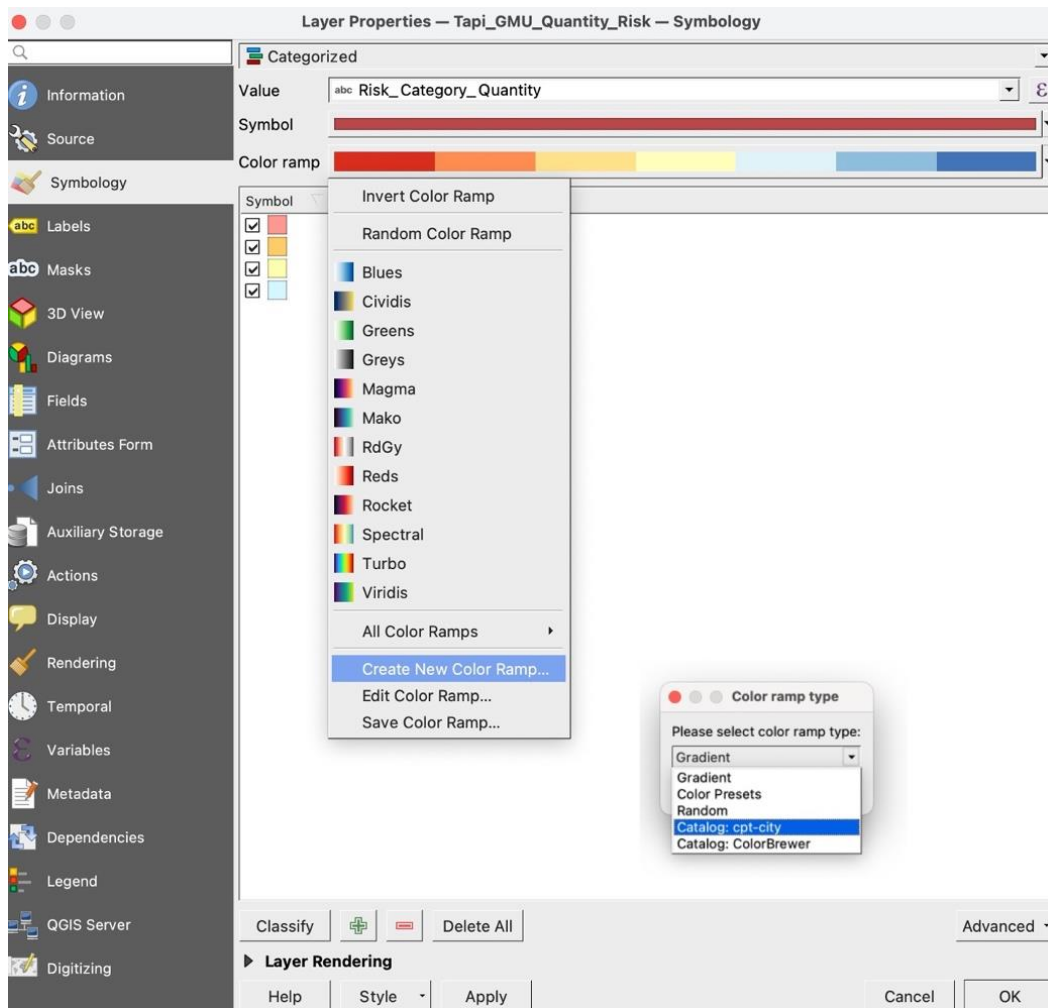 Layer Properties — Tapi_GMU_Quantity_Risk — Symbology
Categorized
Value
abc Risk_Category_Quantity
ε
Symbol
Color ramp
Information
Source
Symbology
abc Labels
abc Masks
3D View
Diagrams
Fields
Attributes Form
Joins
Auxiliary Storage
Actions
Display
Rendering
Temporal
ε Variables
Metadata
Dependencies
Legend
QGIS Server
Digitizing
Symbol
Invert Color Ramp
Random Color Ramp
Blues
Cividis
Greens
Greys
Magma
Mako
RdGy
Reds
Rocket
Spectral
Turbo
Viridis
All Color Ramps
Create New Color Ramp...
Edit Color Ramp...
Save Color Ramp...
Color ramp type
Please select color ramp type:
Gradient
Gradient
Color Presets
Random
Catalog: cpt-city
Catalog: ColorBrewer
Classify
Delete All
Advanced
Layer Rendering
Help
Style
Apply
Cancel
OK